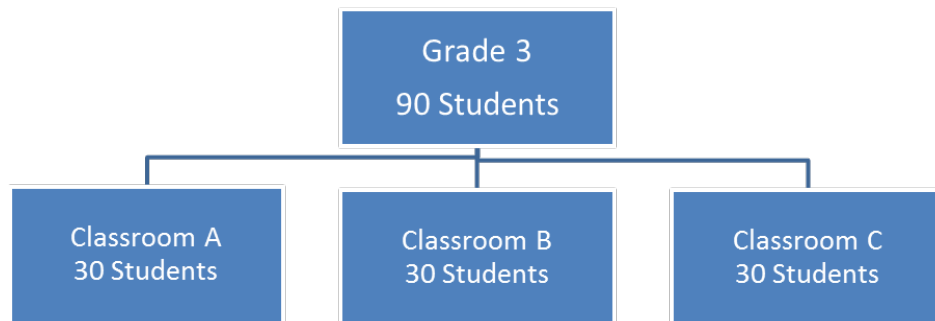 Grade 3
90 Students
Classroom A
30 Students
Classroom B
30 Students
Classroom C
30 Students